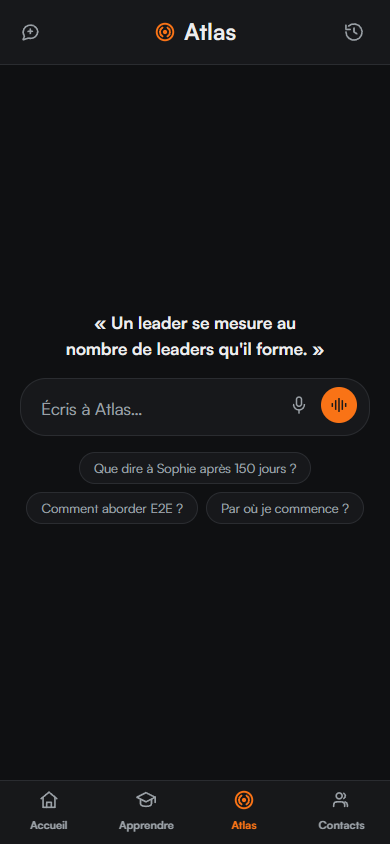 Atlas
« Un leader se mesure au
nombre de leaders qu'il forme. »
Écris à Atlas…
Que dire à Sophie après 150 jours ?
Comment aborder E2E ?
Par où je commence ?
Accueil
Apprendre
Atlas
Contacts